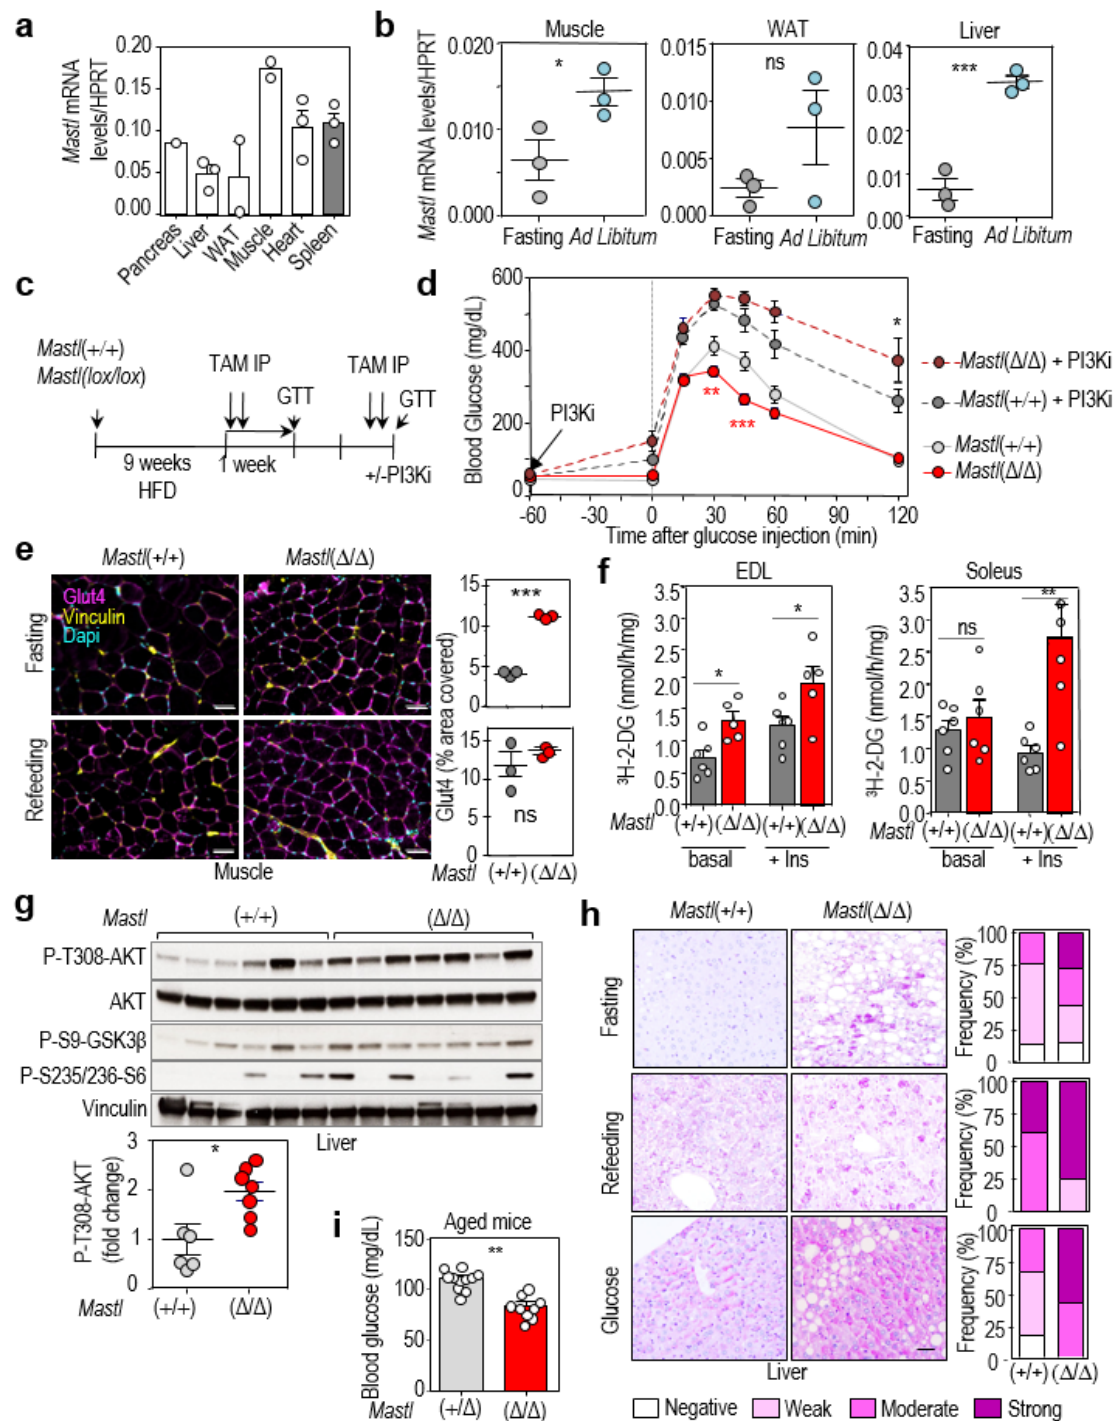 a
Mastl mRNA
levels/HPRT
0.20
0.15
0.10
0.05
0.00
Pancreas
Liver
WAT
Muscle
Heart
Spleen
b
Mastl mRNA levels/HPRT
Muscle
0.020
0.010
0.000
*
Fasting Ad Libitum
WAT
0.015
0.010
0.005
0.000
ns
Fasting Ad Libitum
Liver
0.04
0.03
0.02
0.01
0.00
***
Fasting Ad Libitum
c
Mastl(+/+)
Mastl(lox/lox)
TAM IP
GTT
TAM IP
GTT
9 weeks
HFD
1 week
+/-PI3Ki
d
Blood Glucose (mg/dL)
600
400
200
0
PI3Ki
**
***
*
-60 -30 0 30 60 90 120
Time after glucose injection (min)
Mastl(Δ/Δ) + PI3Ki
Mastl(+/+) + PI3Ki
Mastl(+/+)
Mastl(Δ/Δ)
e
Mastl(+/+) Mastl(Δ/Δ)
Glut4
Vinculin
Dapi
Fasting
Refeeding
Muscle
Glut4 (% area covered)
15
10
5
0
***
15
10
5
0
ns
Mastl (+/+) (Δ/Δ)
f
EDL
³H-2-DG (nmol/h/mg)
3.5
3.0
2.5
2.0
1.5
1.0
0.5
0.0
*
*
Mastl (+/+) (Δ/Δ) (+/+) (Δ/Δ)
basal + Ins
Soleus
³H-2-DG (nmol/h/mg)
3.5
3.0
2.5
2.0
1.5
1.0
0.5
0.0
ns
**
Mastl (+/+) (Δ/Δ) (+/+) (Δ/Δ)
basal + Ins
g
Mastl (+/+) (Δ/Δ)
P-T308-AKT
AKT
P-S9-GSK3β
P-S235/236-S6
Vinculin
Liver
P-T308-AKT
(fold change)
3
2
1
0
*
Mastl (+/+) (Δ/Δ)
h
Mastl(+/+) Mastl(Δ/Δ)
Fasting
Refeeding
Glucose
Liver
Frequency (%)
100
75
50
25
0
Frequency (%)
100
75
50
25
0
Frequency (%)
100
75
50
25
0
(+/+) (Δ/Δ)
Negative Weak Moderate Strong
i
Aged mice
Blood glucose (mg/dL)
150
100
50
0
**
Mastl (+/Δ) (Δ/Δ)